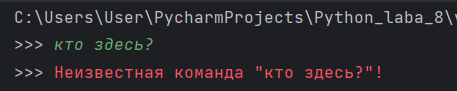 C:\Users\User\PycharmProjects\Python_laba_8\
>>> кто здесь?
>>> Неизвестная команда "кто здесь?"!